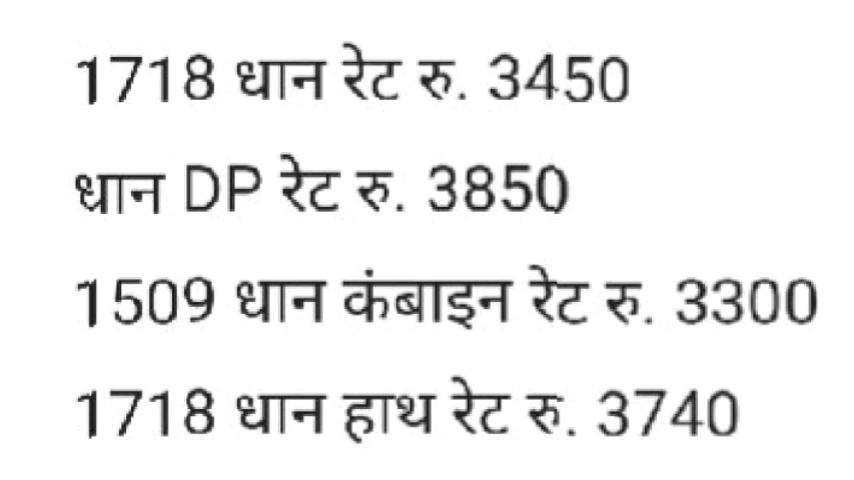 1718 धान रेट रु. 3450
धान DP रेट रु. 3850
1509 धान कंबाइन रेट रु. 3300
1718 धान हाथ रेट रु. 3740